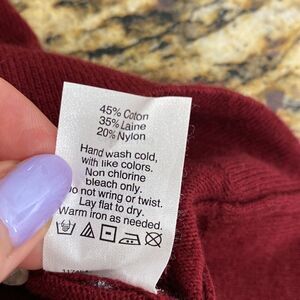 45% Coton
35% Laine
20% Nylon
Hand wash cold,
with like colors.
Non chlorine
bleach only.
Do not wring or twist.
Lay flat to dry.
Warm iron as needed.